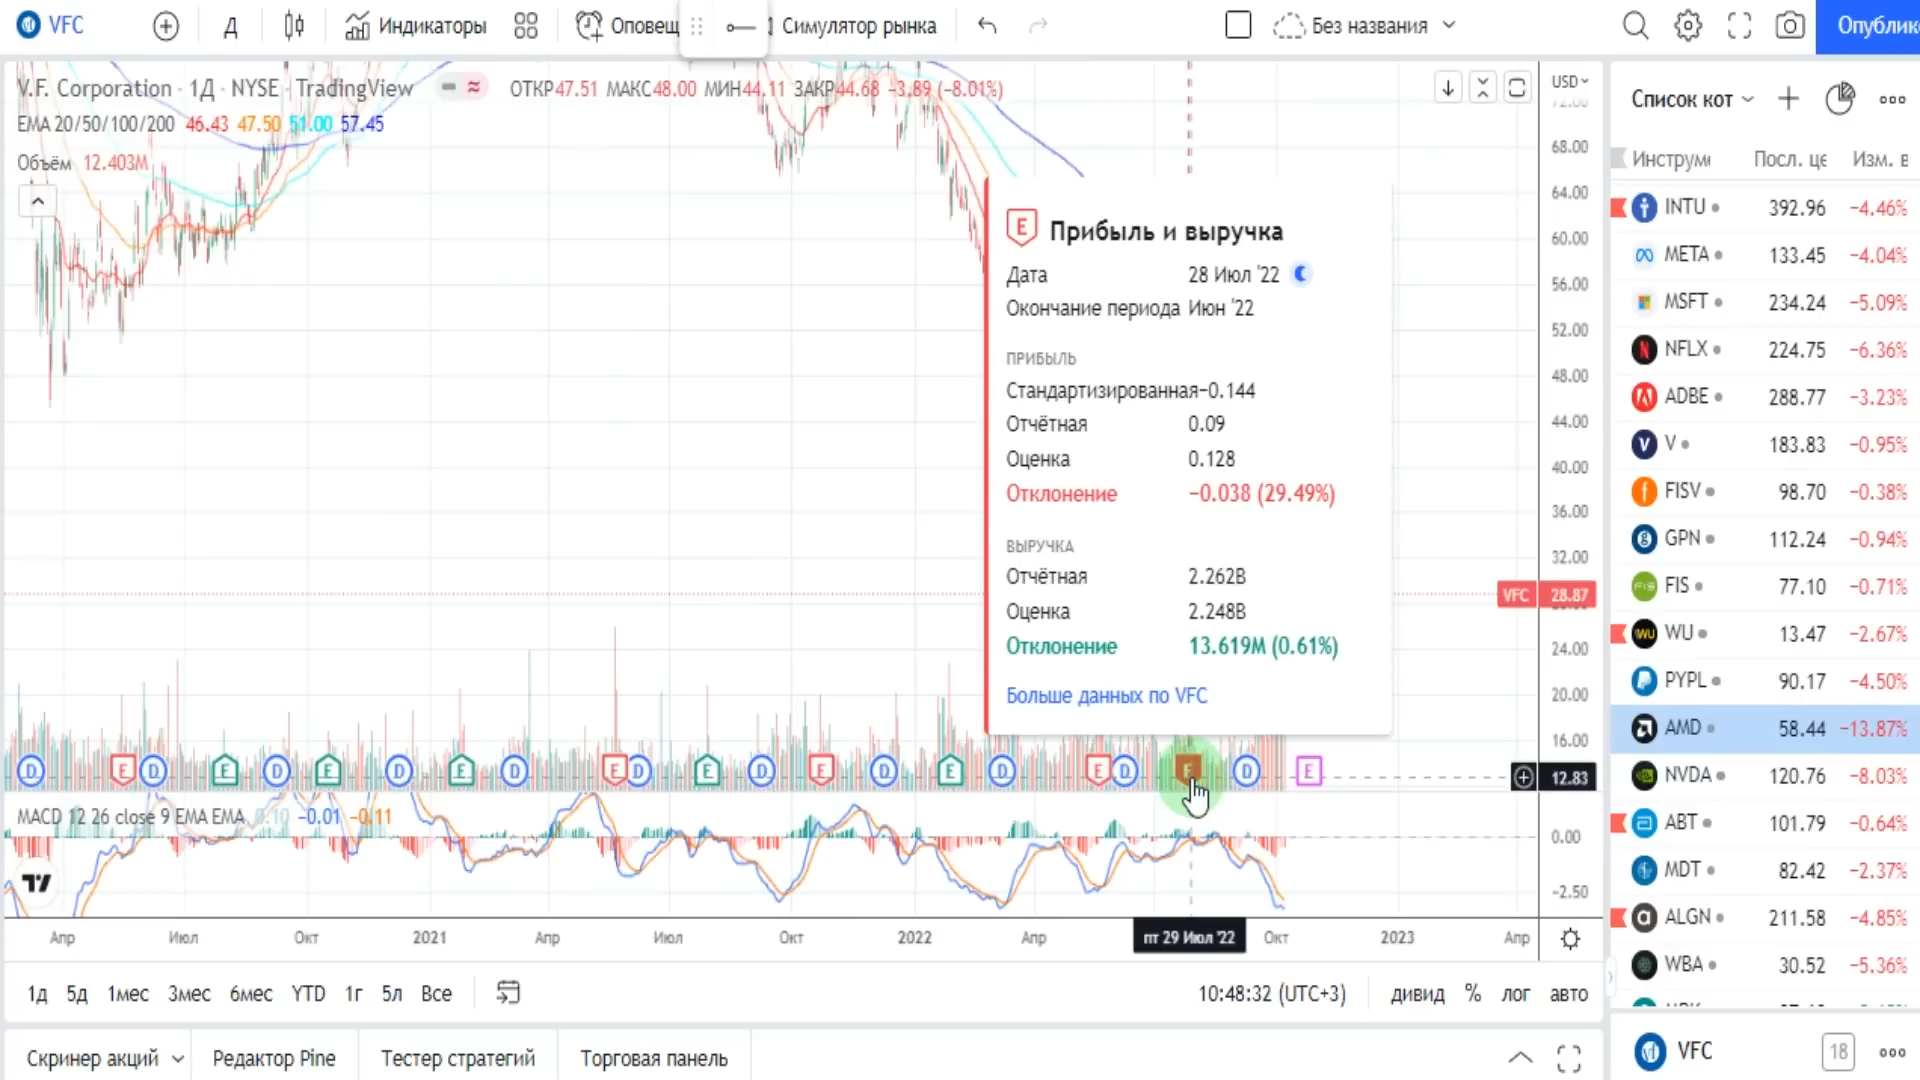 VFC
Д
Индикаторы
Оповещ
Симулятор рынка
Без названия
Опублик
V.F. Corporation · 1Д · NYSE TradingView
ОТКР47.51 МАКС48.00 МИН44.11 ЗАКР44.68 −3.89 (−8.01%)
EMA 20/50/100/200 46.43 47.50 51.00 57.45
Объём 12.403M
USD
72.00
68.00
64.00
60.00
56.00
52.00
48.00
44.00
40.00
36.00
32.00
VFC 28.87
24.00
20.00
16.00
12.83
0.00
−2.50
E Прибыль и выручка
Дата 28 Июл '22
Окончание периода Июн '22
ПРИБЫЛЬ
Стандартизированная−0.144
Отчётная 0.09
Оценка 0.128
Отклонение −0.038 (29.49%)
ВЫРУЧКА
Отчётная 2.262B
Оценка 2.248B
Отклонение 13.619M (0.61%)
Больше данных по VFC
D E D E D E D E D E D E D E D E D E D E D E
MACD 12 26 close 9 EMA EMA 0.10 −0.01 −0.11
Апр Июл Окт 2021 Апр Июл Окт 2022 Апр пт 29 Июл '22 Окт 2023 Апр
1д 5д 1мес 3мес 6мес YTD 1г 5л Все
10:48:32 (UTC+3) дивид % лог авто
Скринер акций Редактор Pine Тестер стратегий Торговая панель
Список кот
Инструм Посл. це Изм. в
INTU 392.96 −4.46%
META 133.45 −4.04%
MSFT 234.24 −5.09%
NFLX 224.75 −6.36%
ADBE 288.77 −3.23%
V 183.83 −0.95%
FISV 98.70 −0.38%
GPN 112.24 −0.94%
FIS 77.10 −0.71%
WU 13.47 −2.67%
PYPL 90.17 −4.50%
AMD 58.44 −13.87%
NVDA 120.76 −8.03%
ABT 101.79 −0.64%
MDT 82.42 −2.37%
ALGN 211.58 −4.85%
WBA 30.52 −5.36%
VFC 18